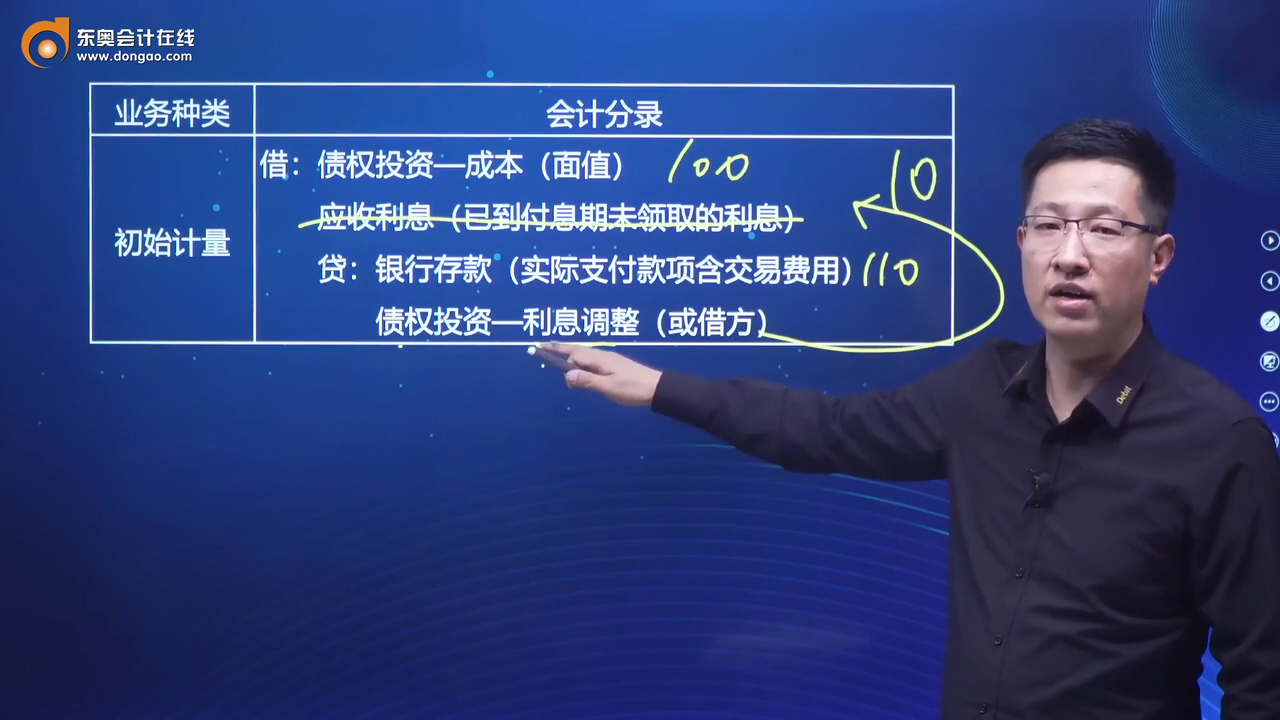 东奥会计在线
www.dongao.com
业务种类
会计分录
借：债权投资—成本（面值） 100
10
应收利息（已到付息期未领取的利息）
初始计量
贷：银行存款（实际支付款项含交易费用）110
债权投资—利息调整（或借方）
Debit